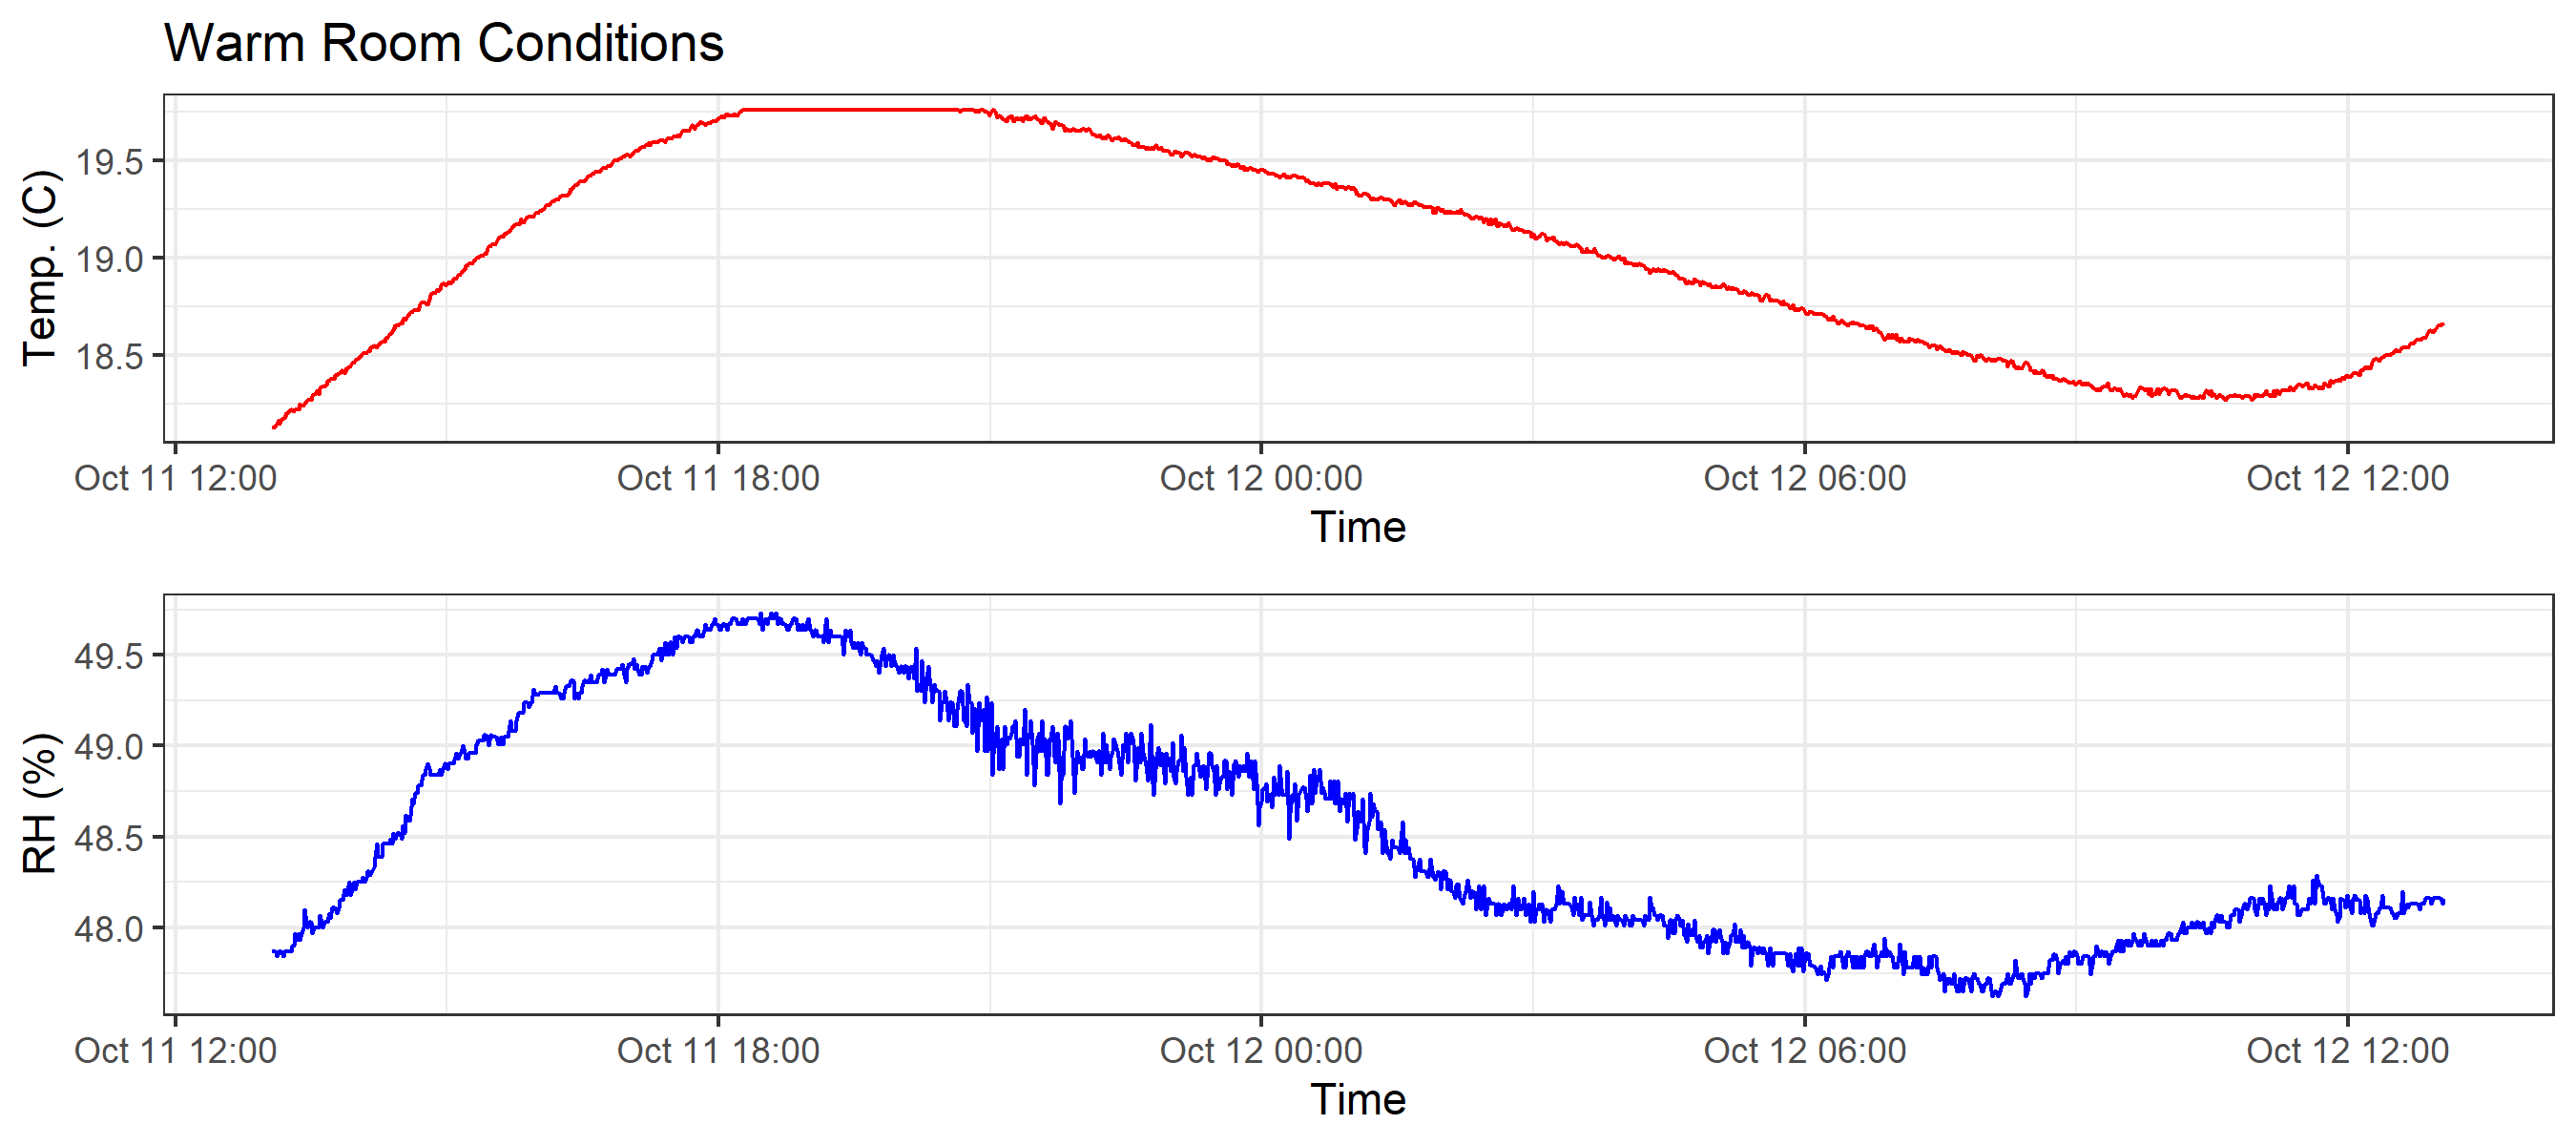 Warm Room Conditions
Temp. (C)
19.5
19.0
18.5
Oct 11 12:00 Oct 11 18:00 Oct 12 00:00 Oct 12 06:00 Oct 12 12:00
Time
RH (%)
49.5
49.0
48.5
48.0
Oct 11 12:00 Oct 11 18:00 Oct 12 00:00 Oct 12 06:00 Oct 12 12:00
Time